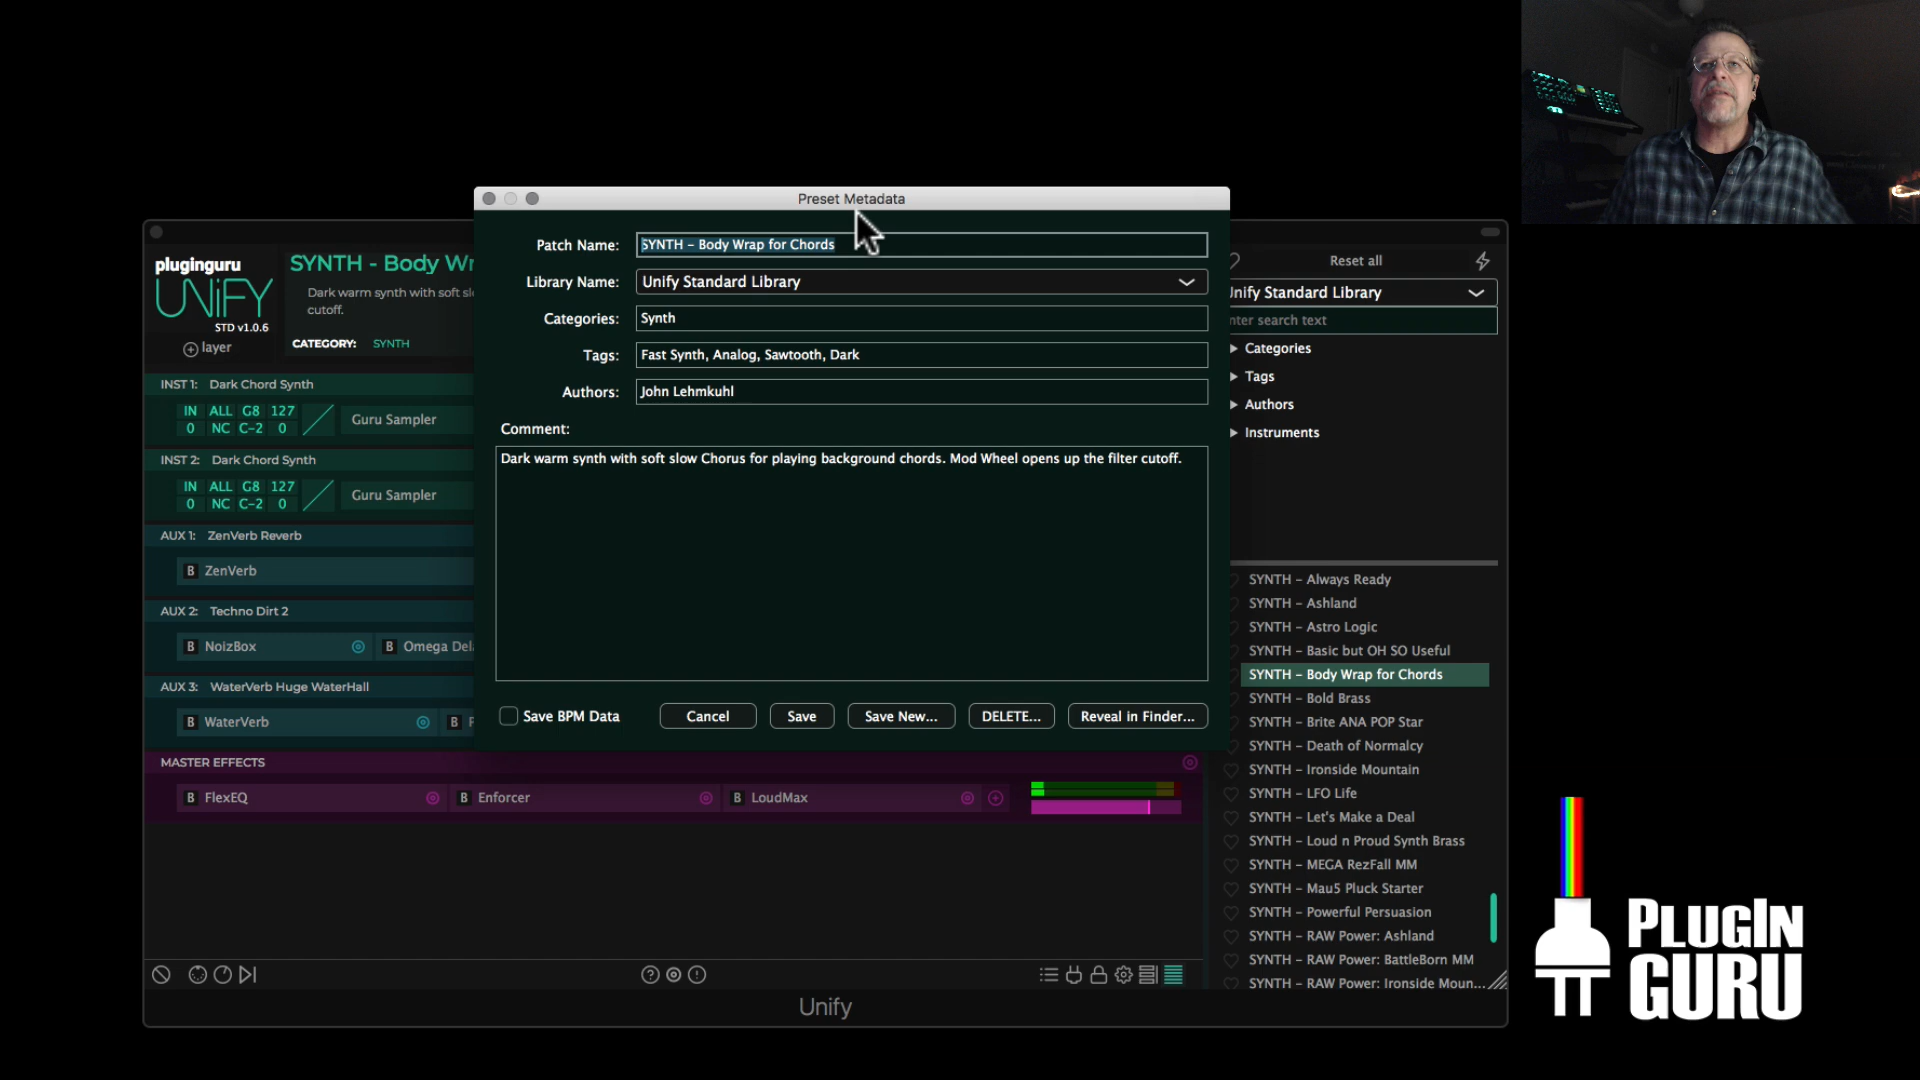 Preset Metadata
Patch Name: SYNTH - Body Wrap for Chords
Library Name: Unify Standard Library
Categories: Synth
Tags: Fast Synth, Analog, Sawtooth, Dark
Authors: John Lehmkuhl
Comment:
Dark warm synth with soft slow Chorus for playing background chords. Mod Wheel opens up the filter cutoff.
Save BPM Data
Cancel
Save
Save New...
DELETE...
Reveal in Finder...
pluginguru
UNIFY
STD v1.0.6
layer
SYNTH - Body Wr
Dark warm synth with soft sl
cutoff.
CATEGORY: SYNTH
INST 1: Dark Chord Synth
IN ALL G8 127
0 NC C-2 0
Guru Sampler
INST 2: Dark Chord Synth
IN ALL G8 127
0 NC C-2 0
Guru Sampler
AUX 1: ZenVerb Reverb
B ZenVerb
AUX 2: Techno Dirt 2
B NoizBox
B Omega Del
AUX 3: WaterVerb Huge WaterHall
B WaterVerb
B
MASTER EFFECTS
B FlexEQ
B Enforcer
B LoudMax
Reset all
Unify Standard Library
nter search text
Categories
Tags
Authors
Instruments
SYNTH - Always Ready
SYNTH - Ashland
SYNTH - Astro Logic
SYNTH - Basic but OH SO Useful
SYNTH - Body Wrap for Chords
SYNTH - Bold Brass
SYNTH - Brite ANA POP Star
SYNTH - Death of Normalcy
SYNTH - Ironside Mountain
SYNTH - LFO Life
SYNTH - Let's Make a Deal
SYNTH - Loud n Proud Synth Brass
SYNTH - MEGA RezFall MM
SYNTH - Mau5 Pluck Starter
SYNTH - Powerful Persuasion
SYNTH - RAW Power: Ashland
SYNTH - RAW Power: BattleBorn MM
SYNTH - RAW Power: Ironside Moun...
Unify
PLUGIN
GURU